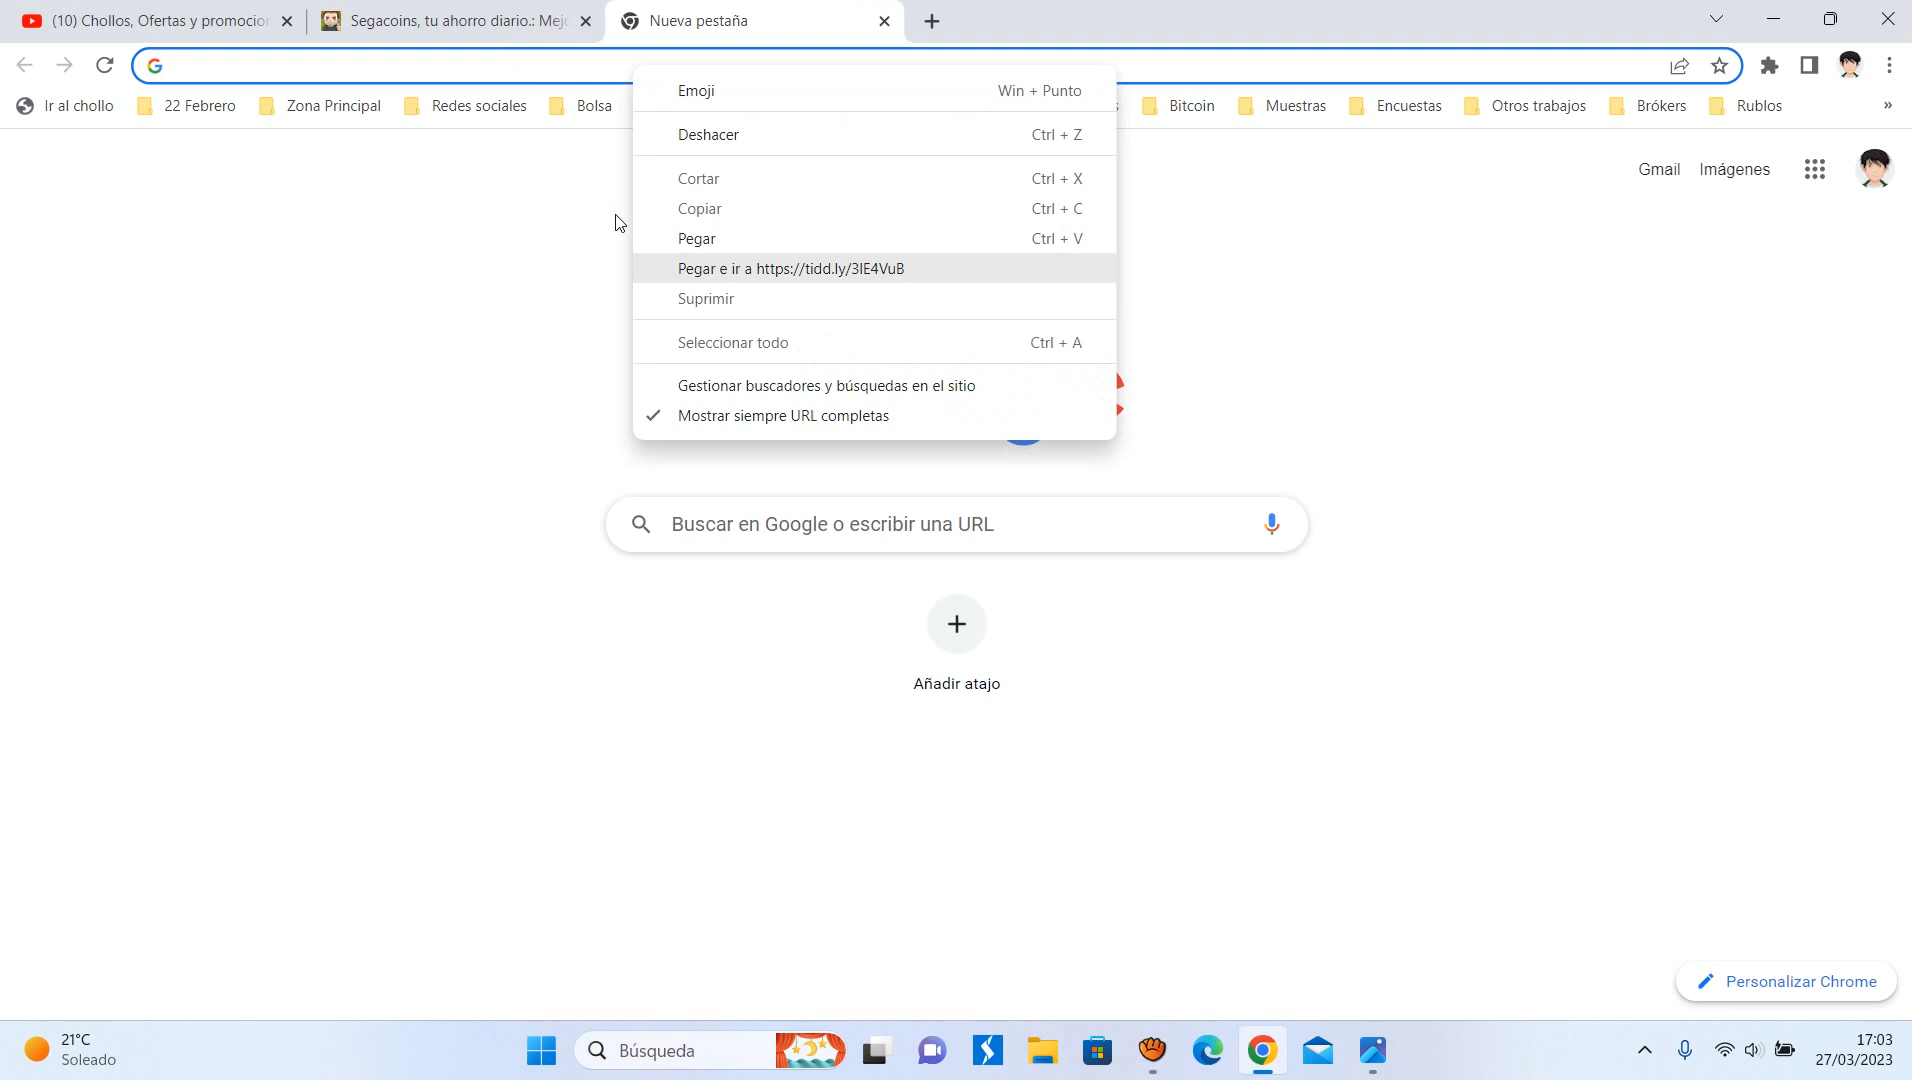 (10) Chollos, Ofertas y promocion
Segacoins, tu ahorro diario.: Mejo
Nueva pestaña
Ir al chollo
22 Febrero
Zona Principal
Redes sociales
Bolsa
Bitcoin
Muestras
Encuestas
Otros trabajos
Brókers
Rublos
»
Emoji Win + Punto
Deshacer Ctrl + Z
Cortar Ctrl + X
Copiar Ctrl + C
Pegar Ctrl + V
Pegar e ir a https://tidd.ly/3IE4VuB
Suprimir
Seleccionar todo Ctrl + A
Gestionar buscadores y búsquedas en el sitio
Mostrar siempre URL completas
Gmail Imágenes
Buscar en Google o escribir una URL
Añadir atajo
Personalizar Chrome
21°C
Soleado
Búsqueda
17:03
27/03/2023